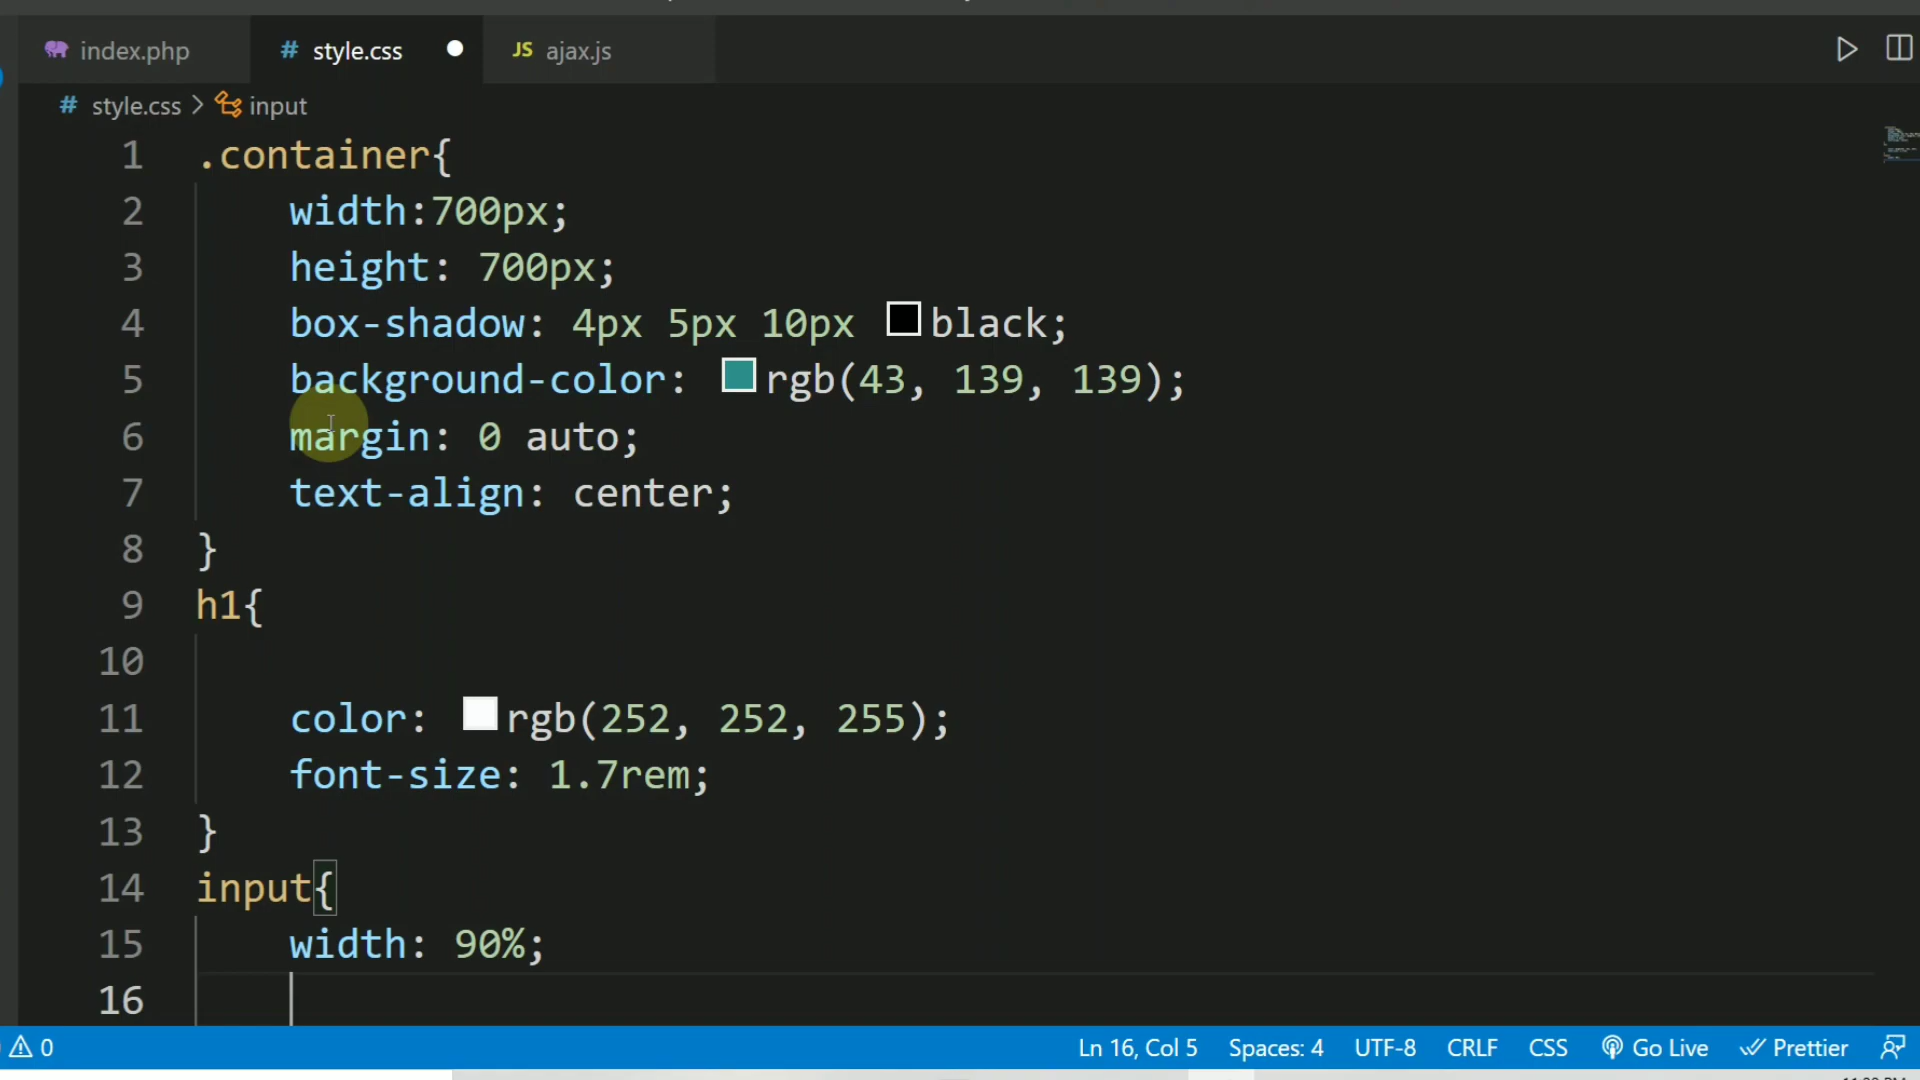 index.php
# style.css
JS ajax.js
# style.css > input
1 .container{
2 width:700px;
3 height: 700px;
4 box-shadow: 4px 5px 10px black;
5 background-color: rgb(43, 139, 139);
6 margin: 0 auto;
7 text-align: center;
8 }
9 h1{
10
11 color: rgb(252, 252, 255);
12 font-size: 1.7rem;
13 }
14 input{
15 width: 90%;
16
0 Ln 16, Col 5 Spaces: 4 UTF-8 CRLF CSS Go Live Prettier